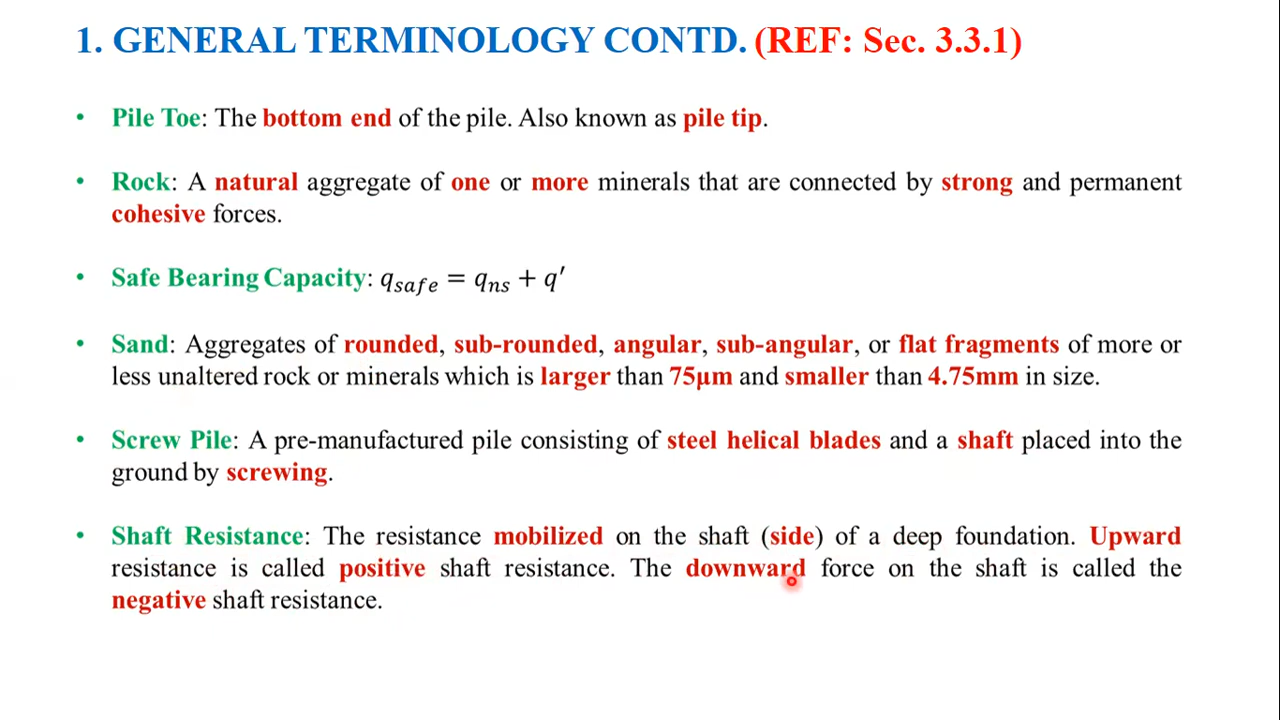 1. GENERAL TERMINOLOGY CONTD. (REF: Sec. 3.3.1)
• Pile Toe: The bottom end of the pile. Also known as pile tip.
• Rock: A natural aggregate of one or more minerals that are connected by strong and permanent
cohesive forces.
• Safe Bearing Capacity: q_safe = q_ns + q′
• Sand: Aggregates of rounded, sub-rounded, angular, sub-angular, or flat fragments of more or
less unaltered rock or minerals which is larger than 75μm and smaller than 4.75mm in size.
• Screw Pile: A pre-manufactured pile consisting of steel helical blades and a shaft placed into the
ground by screwing.
• Shaft Resistance: The resistance mobilized on the shaft (side) of a deep foundation. Upward
resistance is called positive shaft resistance. The downward force on the shaft is called the
negative shaft resistance.